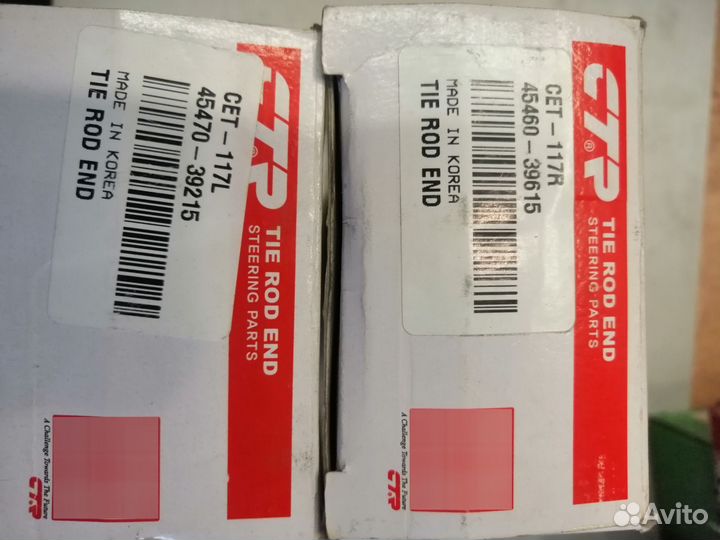 CTR®
TIE ROD END
STEERING PARTS
CET-117L
45470-39215
MADE IN KOREA
TIE ROD END
A Challenge Towards The Future
CTR
CTR®
TIE ROD END
STEERING PARTS
CET-117R
45460-39615
MADE IN KOREA
TIE ROD END
A Challenge Towards The Future
CTR
Avito